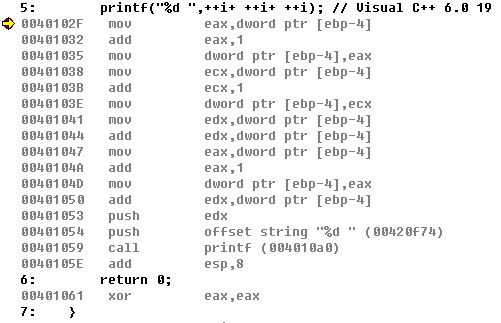 5: printf("%d ",++i+ ++i+ ++i); // Visual C++ 6.0 19
0040102F mov eax,dword ptr [ebp-4]
00401032 add eax,1
00401035 mov dword ptr [ebp-4],eax
00401038 mov ecx,dword ptr [ebp-4]
0040103B add ecx,1
0040103E mov dword ptr [ebp-4],ecx
00401041 mov edx,dword ptr [ebp-4]
00401044 add edx,dword ptr [ebp-4]
00401047 mov eax,dword ptr [ebp-4]
0040104A add eax,1
0040104D mov dword ptr [ebp-4],eax
00401050 add edx,dword ptr [ebp-4]
00401053 push edx
00401054 push offset string "%d " (00420f74)
00401059 call printf (004010a0)
0040105E add esp,8
6: return 0;
00401061 xor eax,eax
7: }